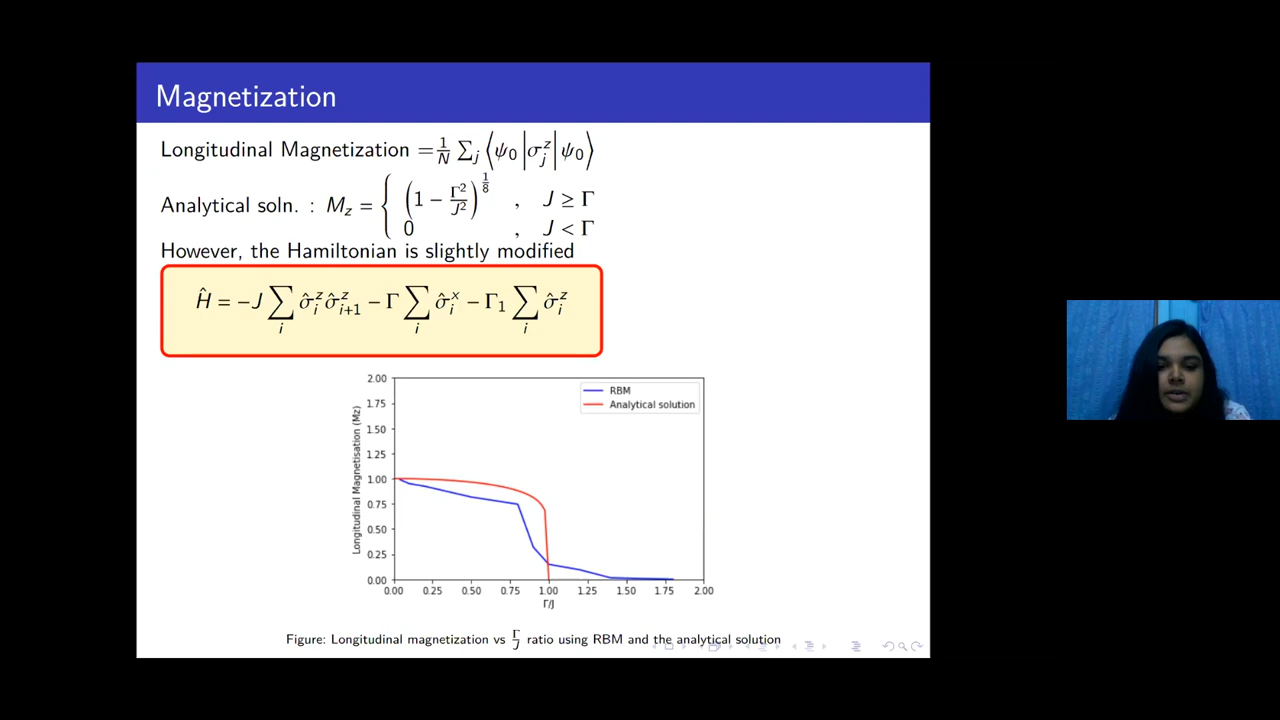 Magnetization
Longitudinal Magnetization = 1/N ∑_j ⟨ψ₀|σ_j^z|ψ₀⟩
Analytical soln. : M_z = { (1 − Γ²/J²)^(1/8) , J ≥ Γ
0 , J < Γ
However, the Hamiltonian is slightly modified
Ĥ = −J ∑_i σ̂_i^z σ̂_{i+1}^z − Γ ∑_i σ̂_i^x − Γ₁ ∑_i σ̂_i^z
2.00
1.75
1.50
1.25
1.00
0.75
0.50
0.25
0.00
Longitudinal Magnetisation (Mz)
RBM
Analytical solution
0.00 0.25 0.50 0.75 1.00 1.25 1.50 1.75 2.00
Γ/J
Figure: Longitudinal magnetization vs Γ/J ratio using RBM and the analytical solution